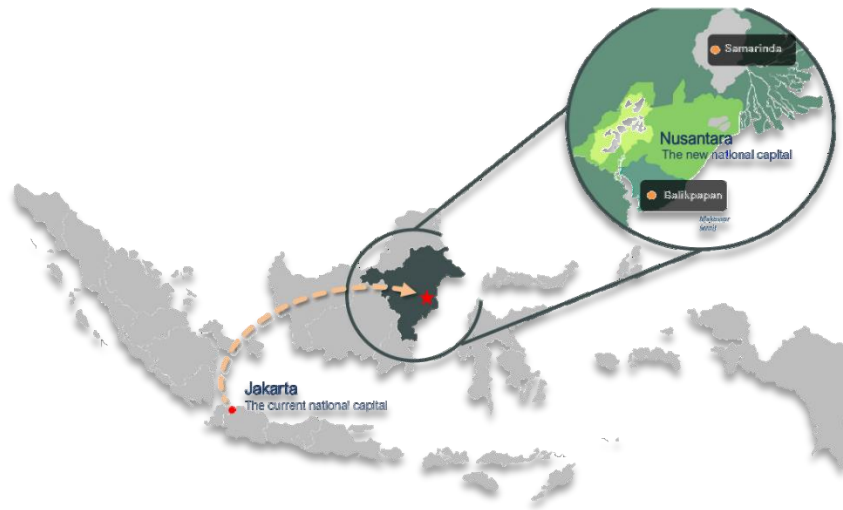 Samarinda
Nusantara
The new national capital
Balikpapan
Jakarta
The current national capital